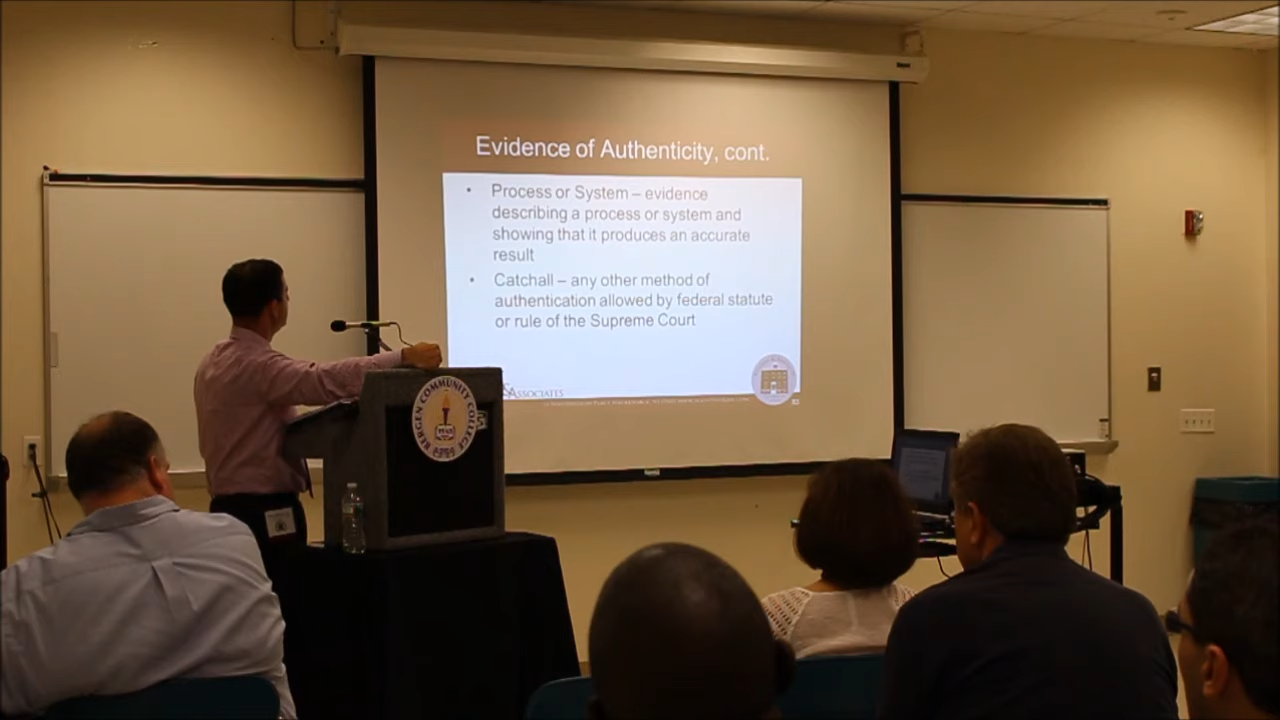 Evidence of Authenticity, cont.
• Process or System – evidence
describing a process or system and
showing that it produces an accurate
result
• Catchall – any other method of
authentication allowed by federal statute
or rule of the Supreme Court
ASSOCIATES
BERGEN COMMUNITY COLLEGE